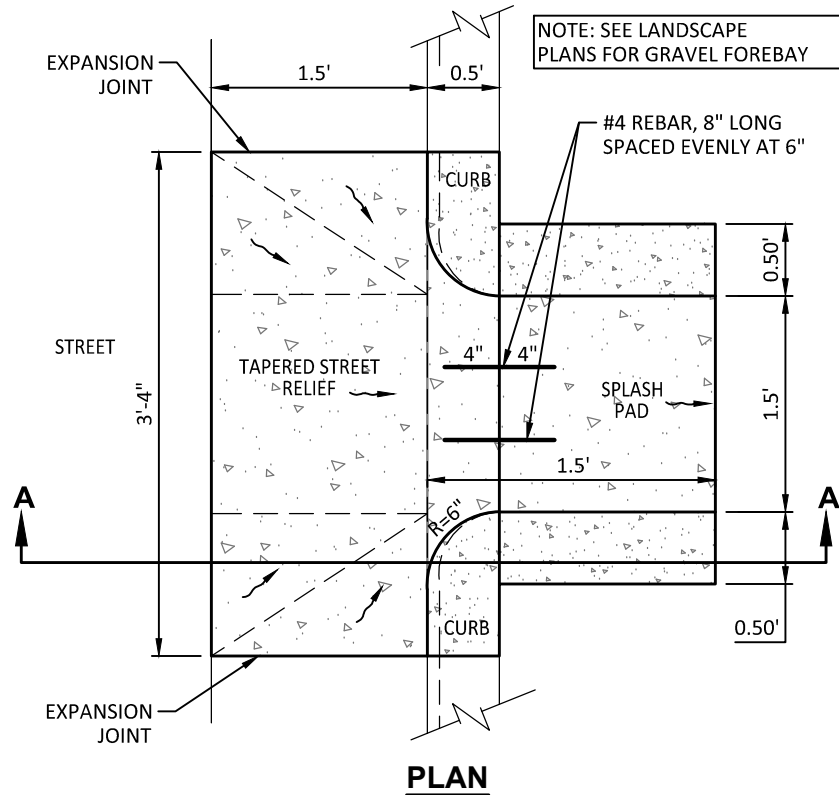 NOTE: SEE LANDSCAPE
PLANS FOR GRAVEL FOREBAY
EXPANSION
JOINT
1.5'
0.5'
#4 REBAR, 8" LONG
SPACED EVENLY AT 6"
CURB
0.50'
STREET
3'-4"
TAPERED STREET
RELIEF
4" 4"
SPLASH
PAD
1.5'
1.5'
A
A
R=6"
CURB
0.50'
EXPANSION
JOINT
PLAN